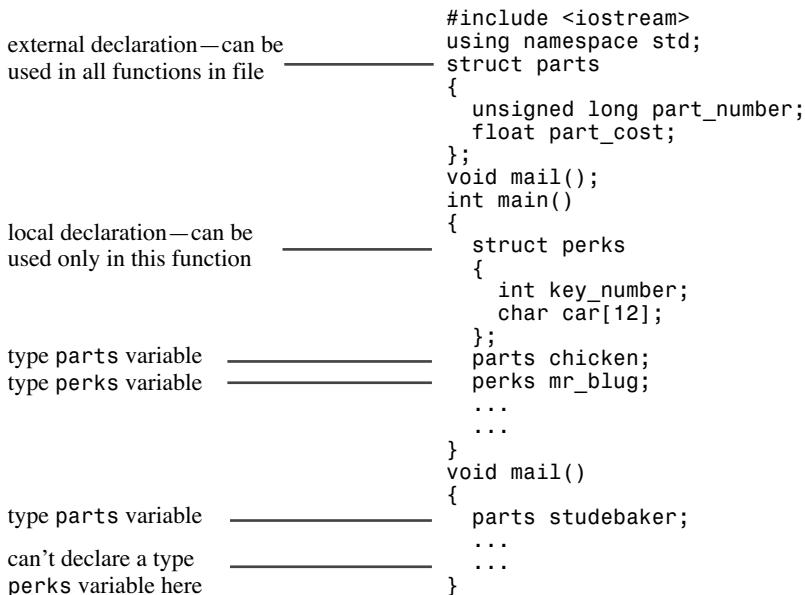 external declaration—can be
used in all functions in file
local declaration—can be
used only in this function
type parts variable
type perks variable
type parts variable
can't declare a type
perks variable here
#include <iostream>
using namespace std;
struct parts
{
  unsigned long part_number;
  float part_cost;
};
void mail();
int main()
{
  struct perks
  {
    int key_number;
    char car[12];
  };
  parts chicken;
  perks mr_blug;
  ...
  ...
}
void mail()
{
  parts studebaker;
  ...
  ...
}